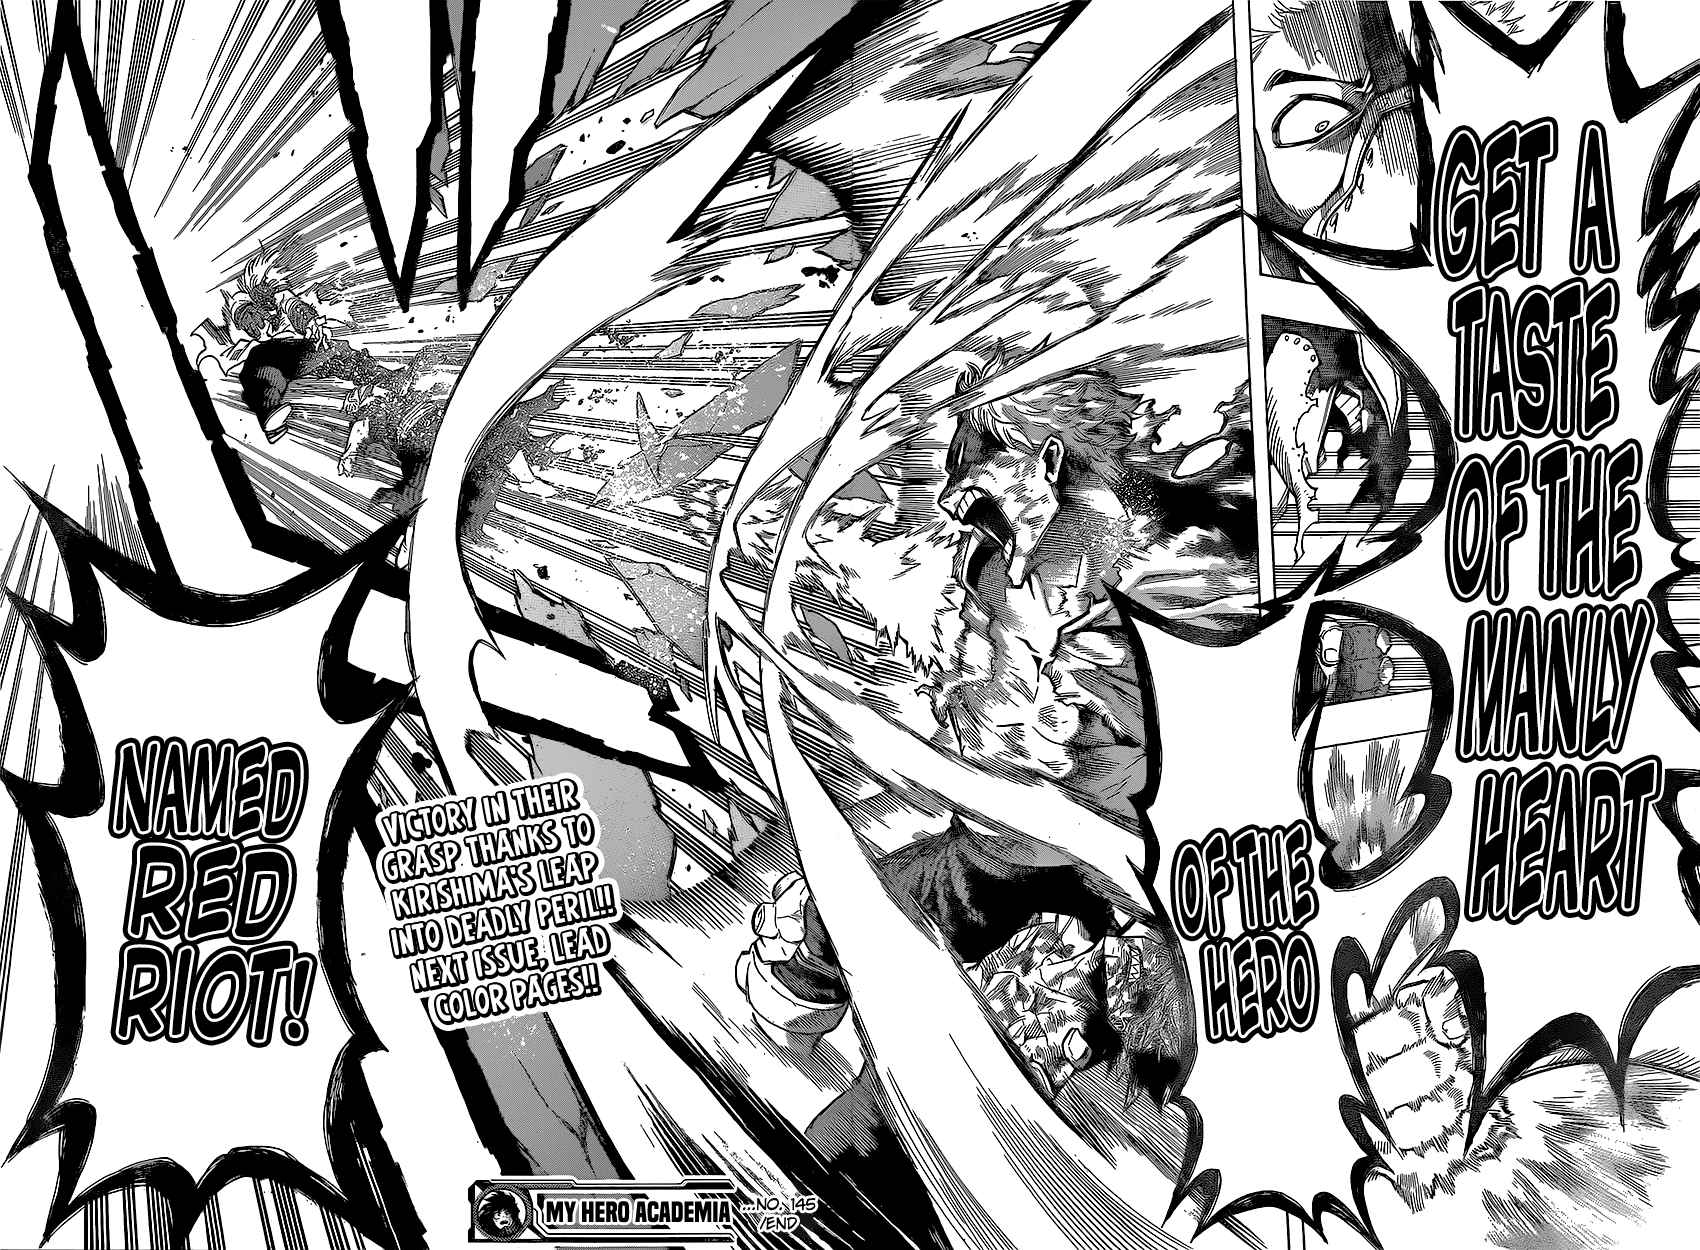 GET A
TASTE
OF THE
MANLY
HEART
OF THE
HERO
NAMED
RED
RIOT!
VICTORY IN THEIR
GRASP THANKS TO
KIRISHIMA'S LEAP
INTO DEADLY PERIL!!
NEXT ISSUE, LEAD
COLOR PAGES!!
MY HERO ACADEMIA
...NO. 145
/END